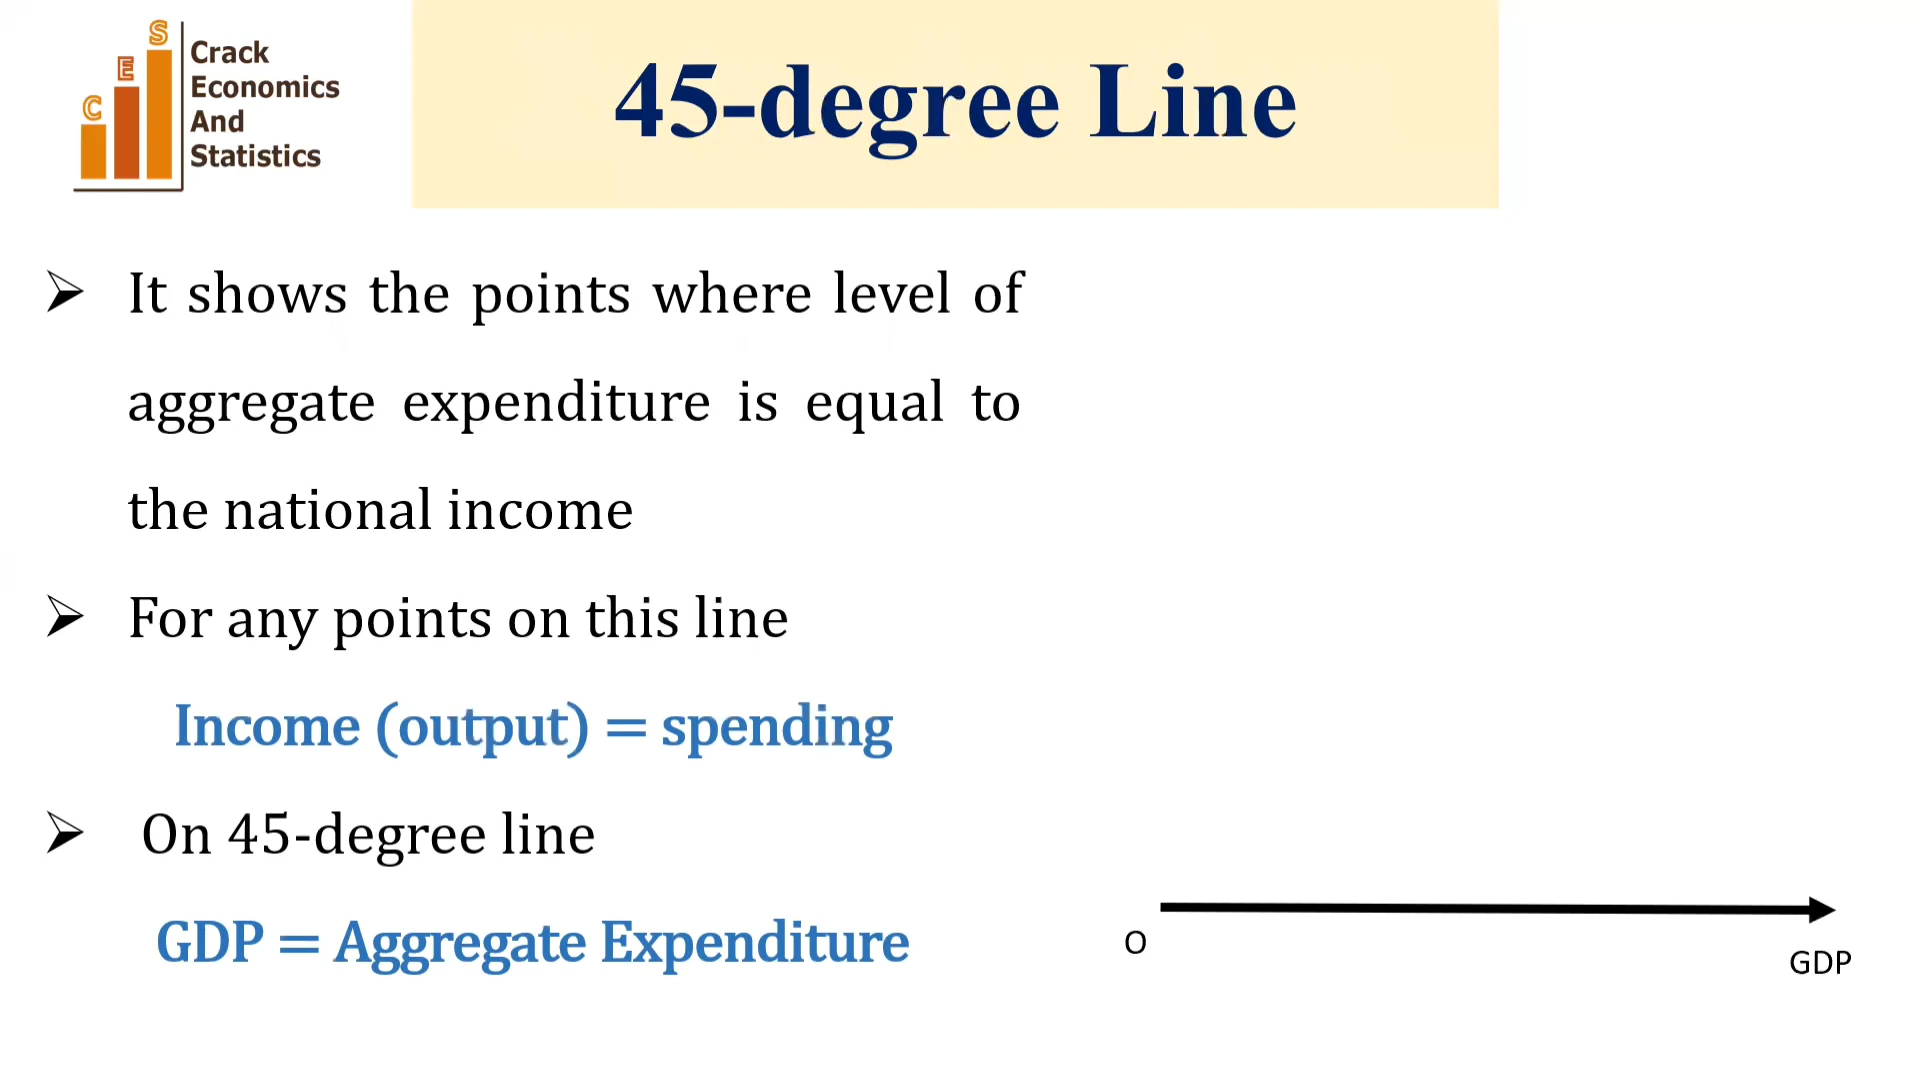 C E S
Crack
Economics
And
Statistics
45-degree Line
➢ It shows the points where level of
aggregate expenditure is equal to
the national income
➢ For any points on this line
Income (output) = spending
➢ On 45-degree line
GDP = Aggregate Expenditure
O
GDP